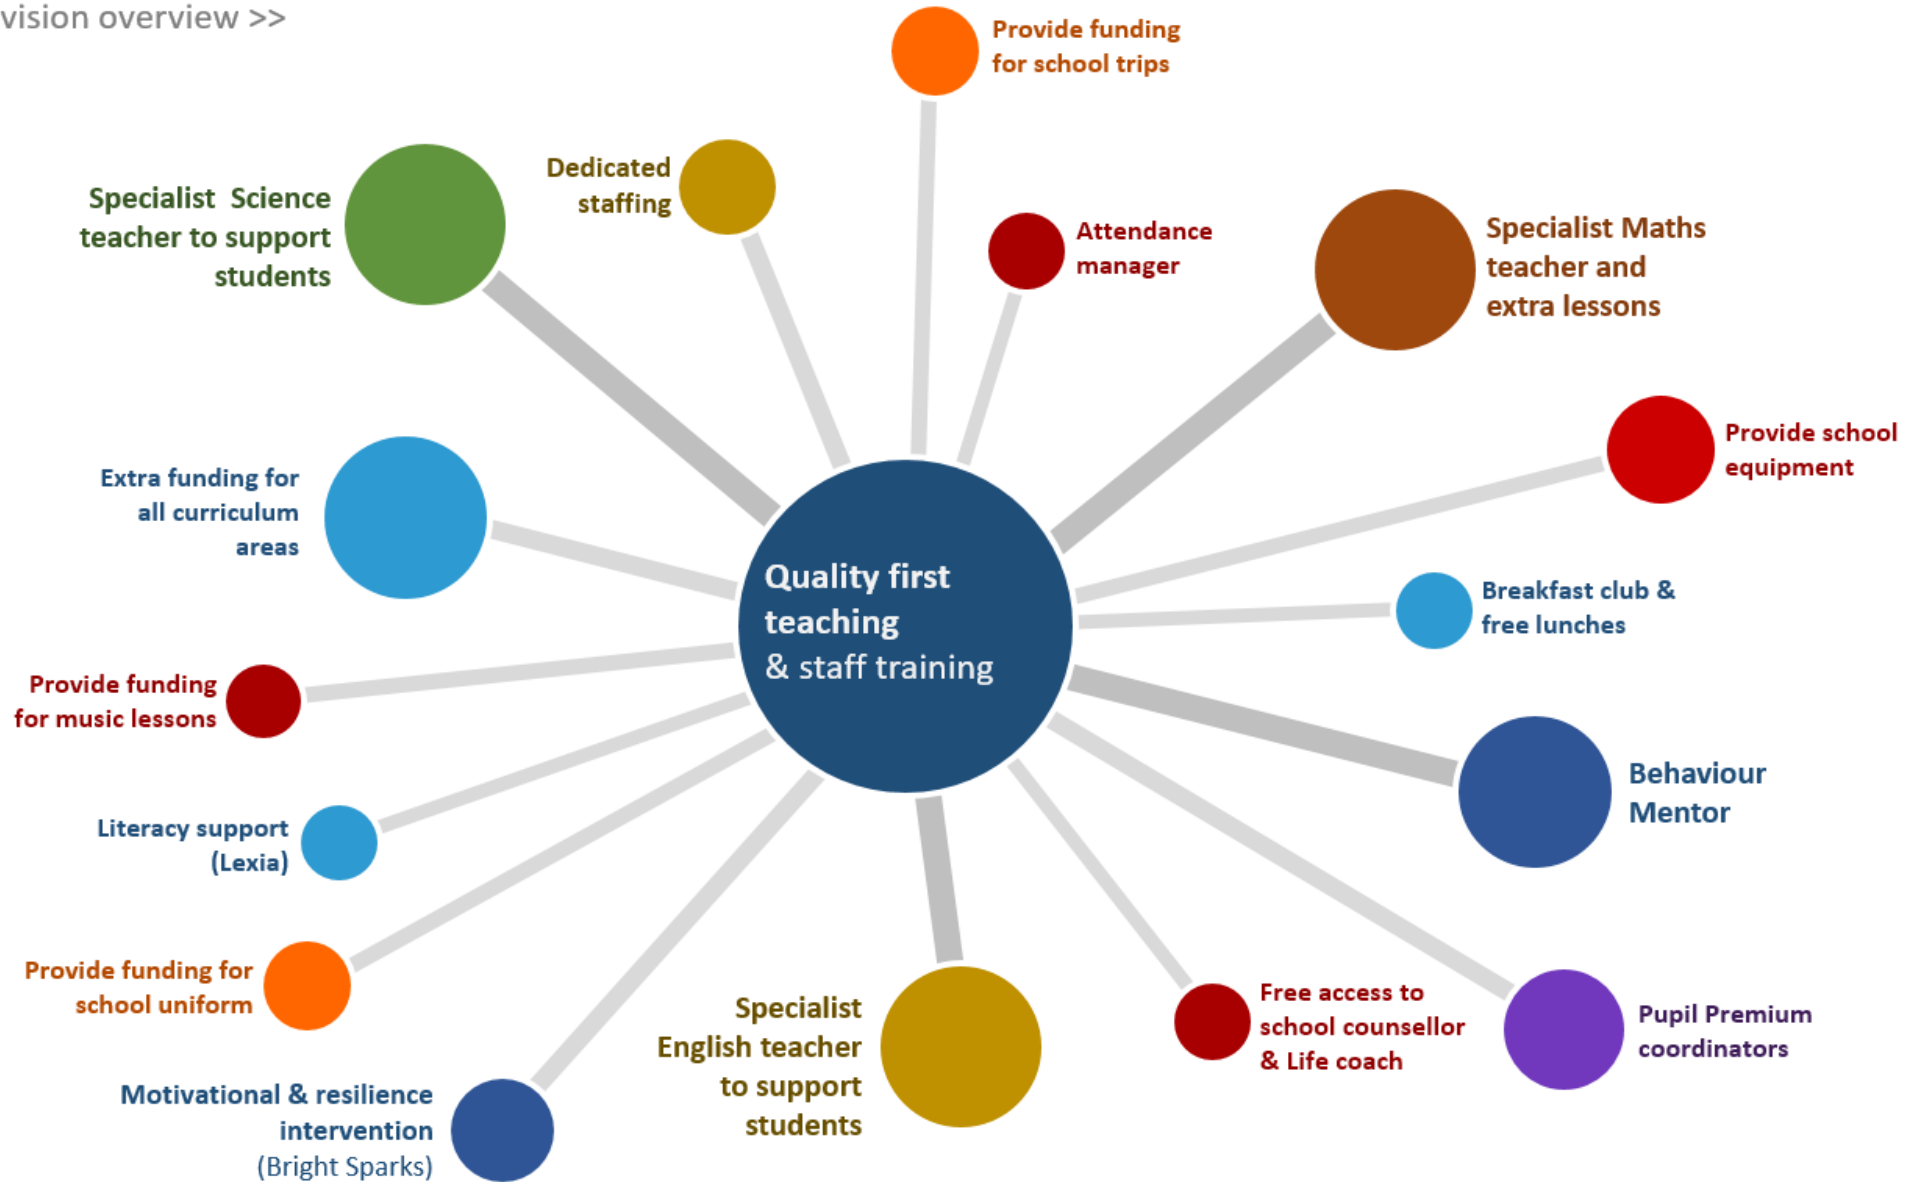 vision overview >>
Provide funding
for school trips
Dedicated
staffing
Attendance
manager
Specialist  Science
teacher to support
students
Specialist Maths
teacher and
extra lessons
Provide school
equipment
Extra funding for
all curriculum
areas
Quality first
teaching
& staff training
Breakfast club &
free lunches
Provide funding
for music lessons
Behaviour
Mentor
Literacy support
(Lexia)
Provide funding for
school uniform
Specialist
English teacher
to support
students
Free access to
school counsellor
& Life coach
Pupil Premium
coordinators
Motivational & resilience
intervention
(Bright Sparks)